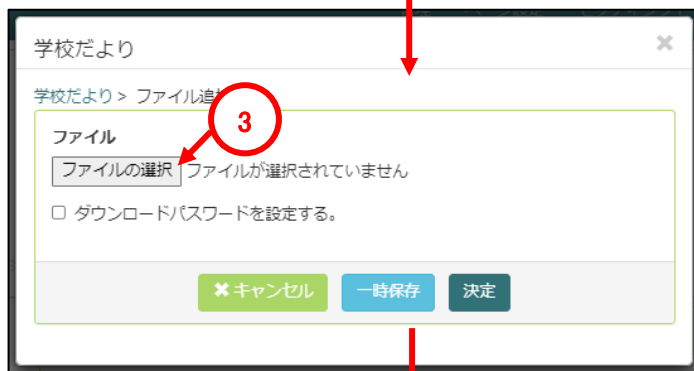 学校だより
×
学校だより > ファイル追
3
ファイル
ファイルの選択 ファイルが選択されていません
ダウンロードパスワードを設定する。
×キャンセル 一時保存 決定